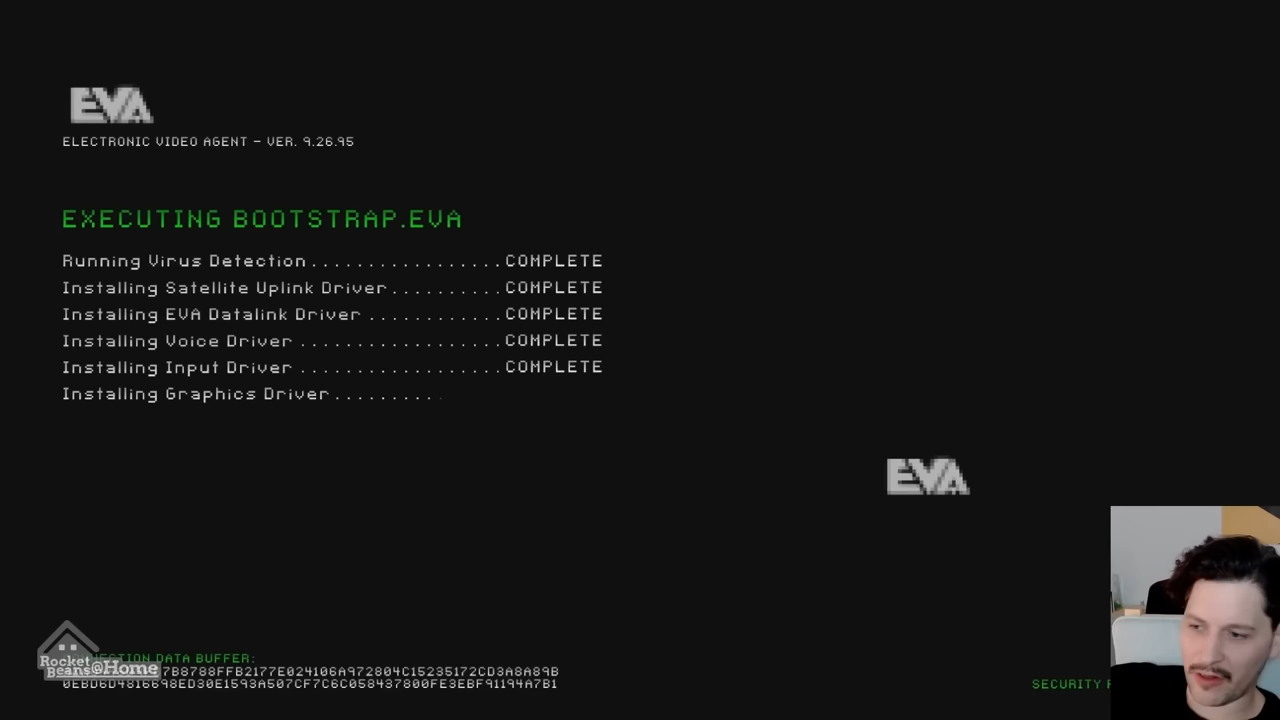 EVA
ELECTRONIC VIDEO AGENT - VER. 9.26.95
EXECUTING BOOTSTRAP.EVA
Running Virus Detection.................COMPLETE
Installing Satellite Uplink Driver..........COMPLETE
Installing EVA Datalink Driver ............COMPLETE
Installing Voice Driver ..................COMPLETE
Installing Input Driver ..................COMPLETE
Installing Graphics Driver..........
EVA
DATA BUFFER:
Rocket Beans @Home
SECURITY